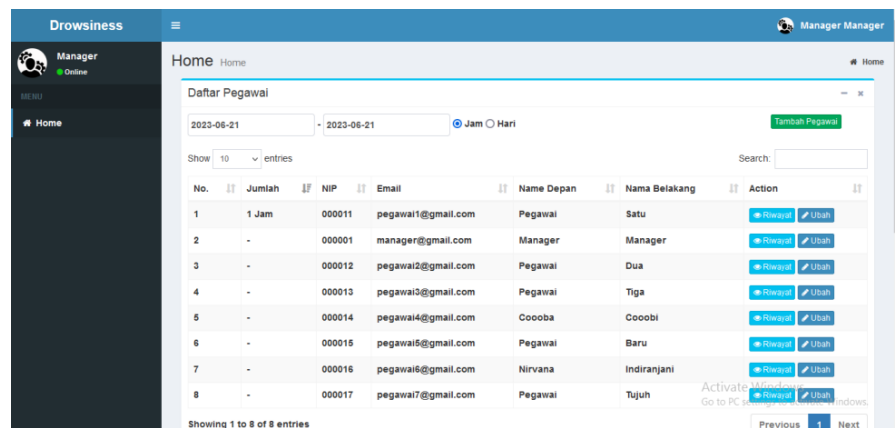 Drowsiness
Manager Manager
Manager
Online
MENU
Home
Home Home
Home
Daftar Pegawai
2023-06-21 - 2023-06-21 Jam Hari
Tambah Pegawai
Show 10 entries
Search:
No. Jumlah NIP Email Name Depan Nama Belakang Action
1 1 Jam 000011 pegawai1@gmail.com Pegawai Satu Riwayat Ubah
2 - 000001 manager@gmail.com Manager Manager Riwayat Ubah
3 - 000012 pegawai2@gmail.com Pegawai Dua Riwayat Ubah
4 - 000013 pegawai3@gmail.com Pegawai Tiga Riwayat Ubah
5 - 000014 pegawai4@gmail.com Coooba Cooobi Riwayat Ubah
6 - 000015 pegawai5@gmail.com Pegawai Baru Riwayat Ubah
7 - 000016 pegawai6@gmail.com Nirvana Indiranjani Riwayat Ubah
8 - 000017 pegawai7@gmail.com Pegawai Tujuh Riwayat Ubah
Activate Windows
Go to PC settings to activate Windows.
Showing 1 to 8 of 8 entries
Previous 1 Next